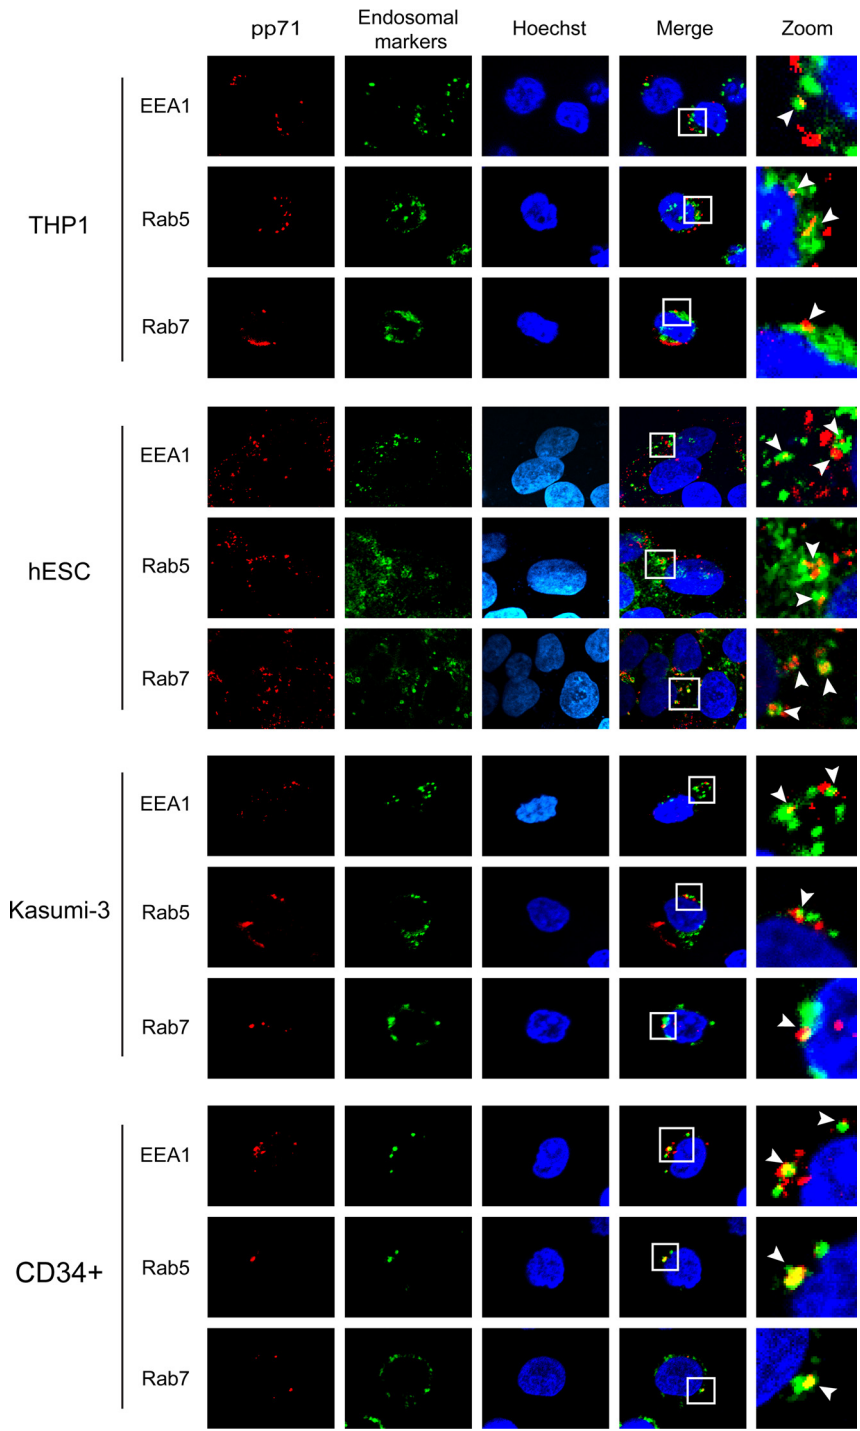 pp71
Endosomal
markers
Hoechst
Merge
Zoom
THP1
EEA1
Rab5
Rab7
hESC
EEA1
Rab5
Rab7
Kasumi-3
EEA1
Rab5
Rab7
CD34+
EEA1
Rab5
Rab7